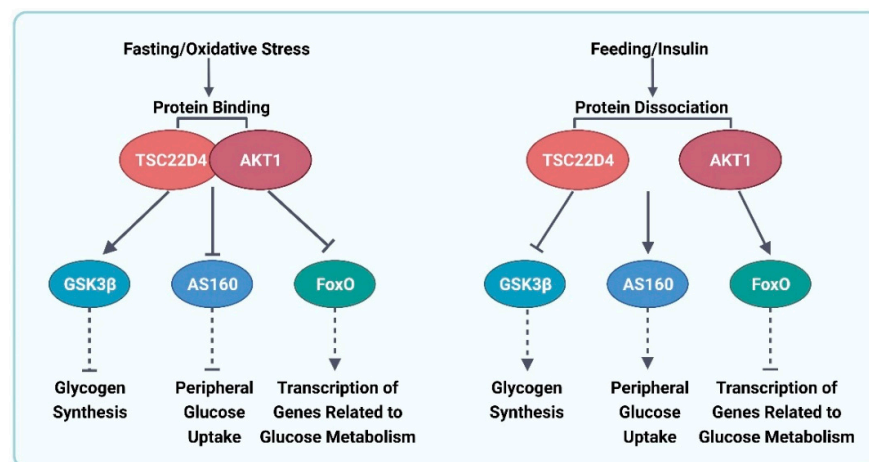 Fasting/Oxidative Stress
Protein Binding
TSC22D4
AKT1
GSK3β
AS160
FoxO
Glycogen
Synthesis
Peripheral
Glucose
Uptake
Transcription of
Genes Related to
Glucose Metabolism
Feeding/Insulin
Protein Dissociation
TSC22D4
AKT1
GSK3β
AS160
FoxO
Glycogen
Synthesis
Peripheral
Glucose
Uptake
Transcription of
Genes Related to
Glucose Metabolism